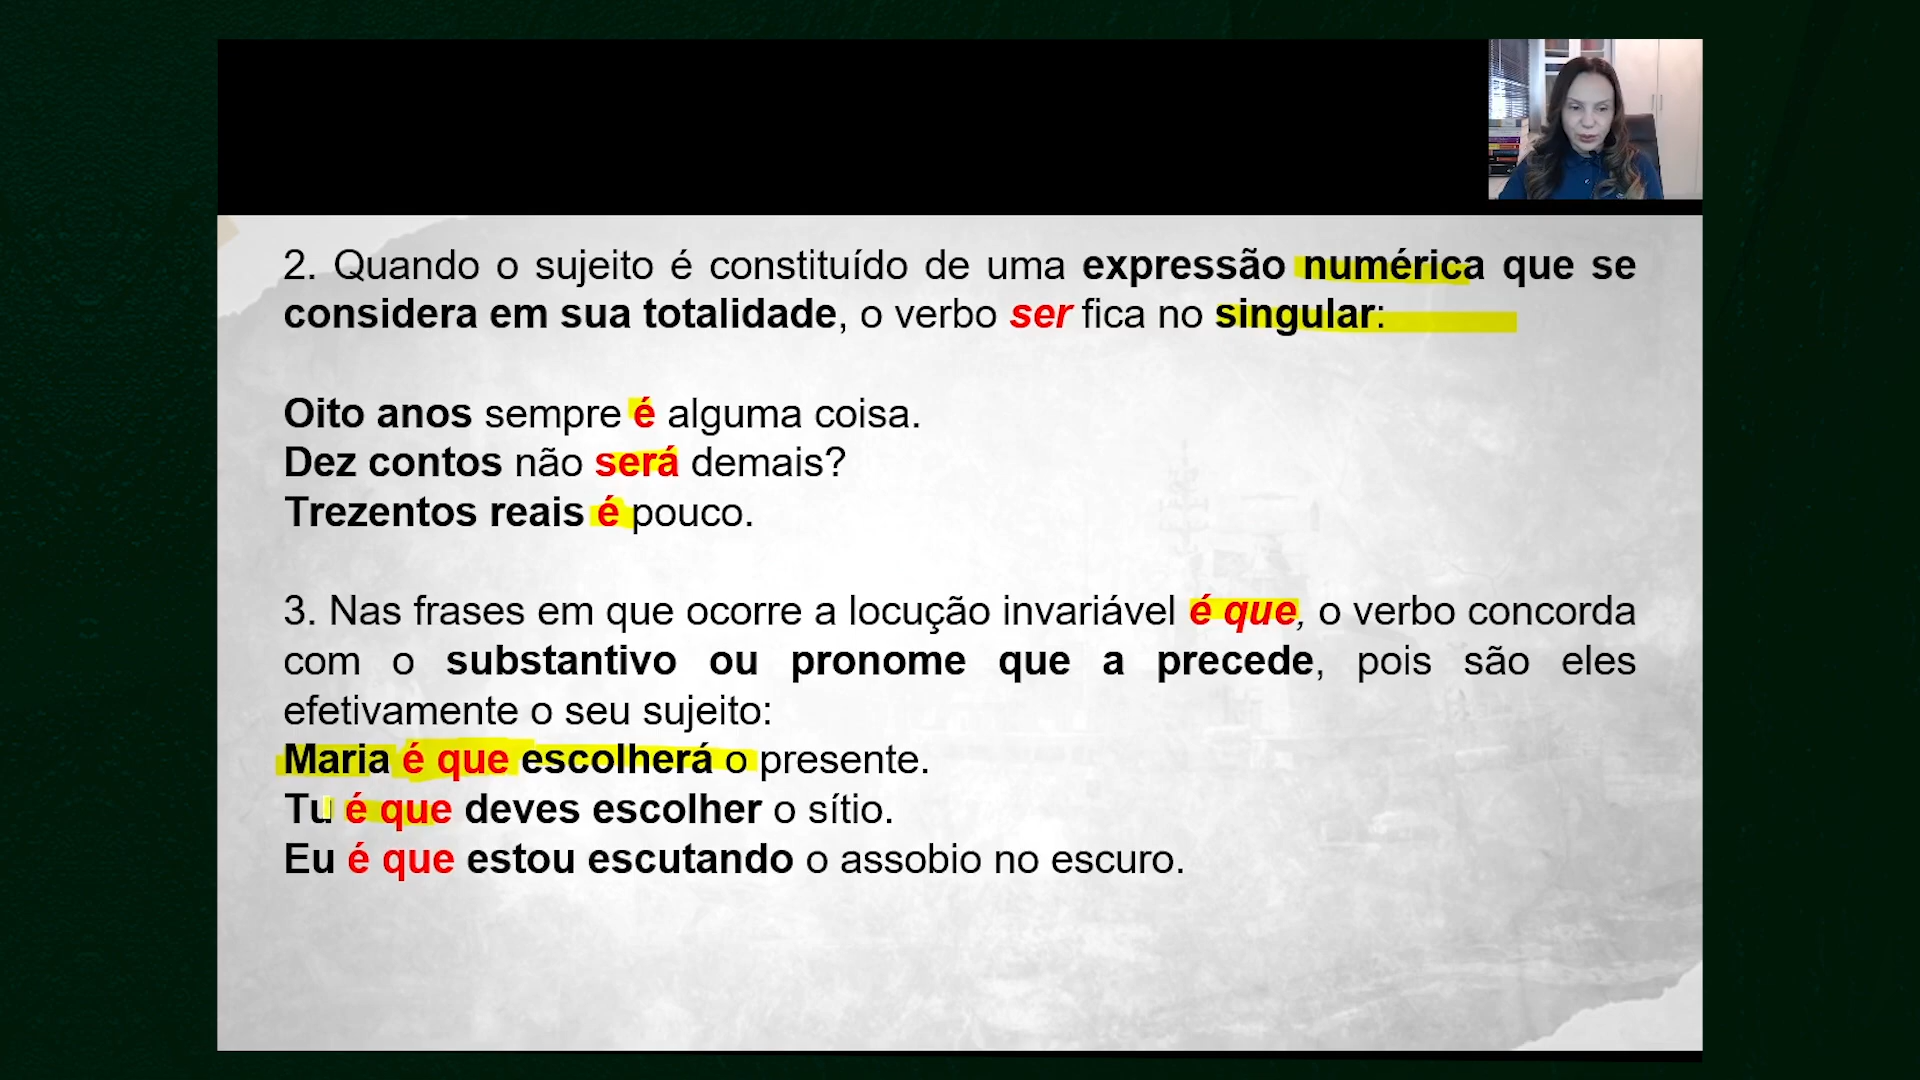 2. Quando o sujeito é constituído de uma expressão numérica que se
considera em sua totalidade, o verbo ser fica no singular:
Oito anos sempre é alguma coisa.
Dez contos não será demais?
Trezentos reais é pouco.
3. Nas frases em que ocorre a locução invariável é que, o verbo concorda
com o substantivo ou pronome que a precede, pois são eles
efetivamente o seu sujeito:
Maria é que escolherá o presente.
Tu é que deves escolher o sítio.
Eu é que estou escutando o assobio no escuro.